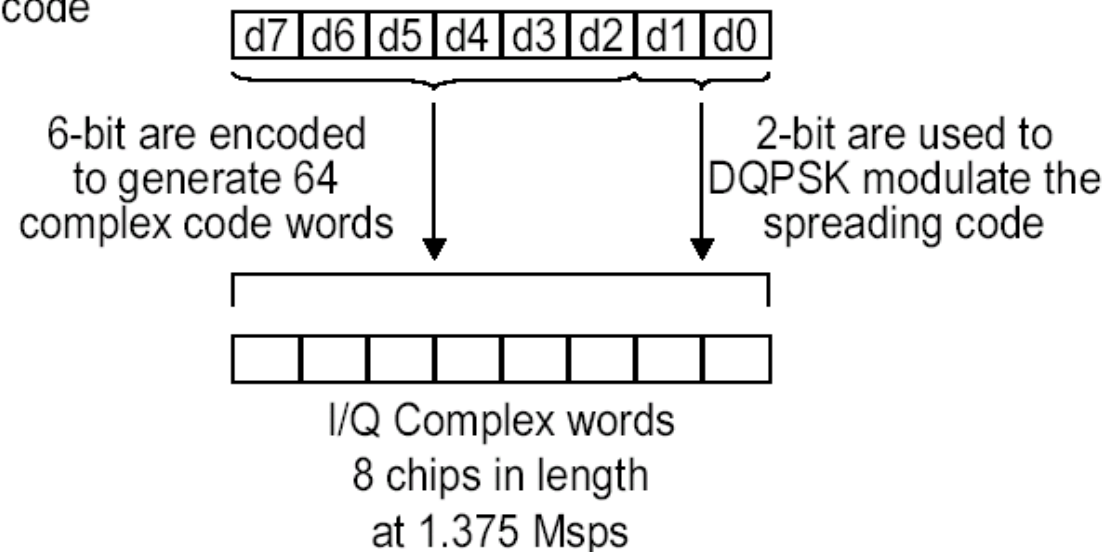 code
d7 d6 d5 d4 d3 d2 d1 d0
6-bit are encoded
to generate 64
complex code words
2-bit are used to
DQPSK modulate the
spreading code
I/Q Complex words
8 chips in length
at 1.375 Msps